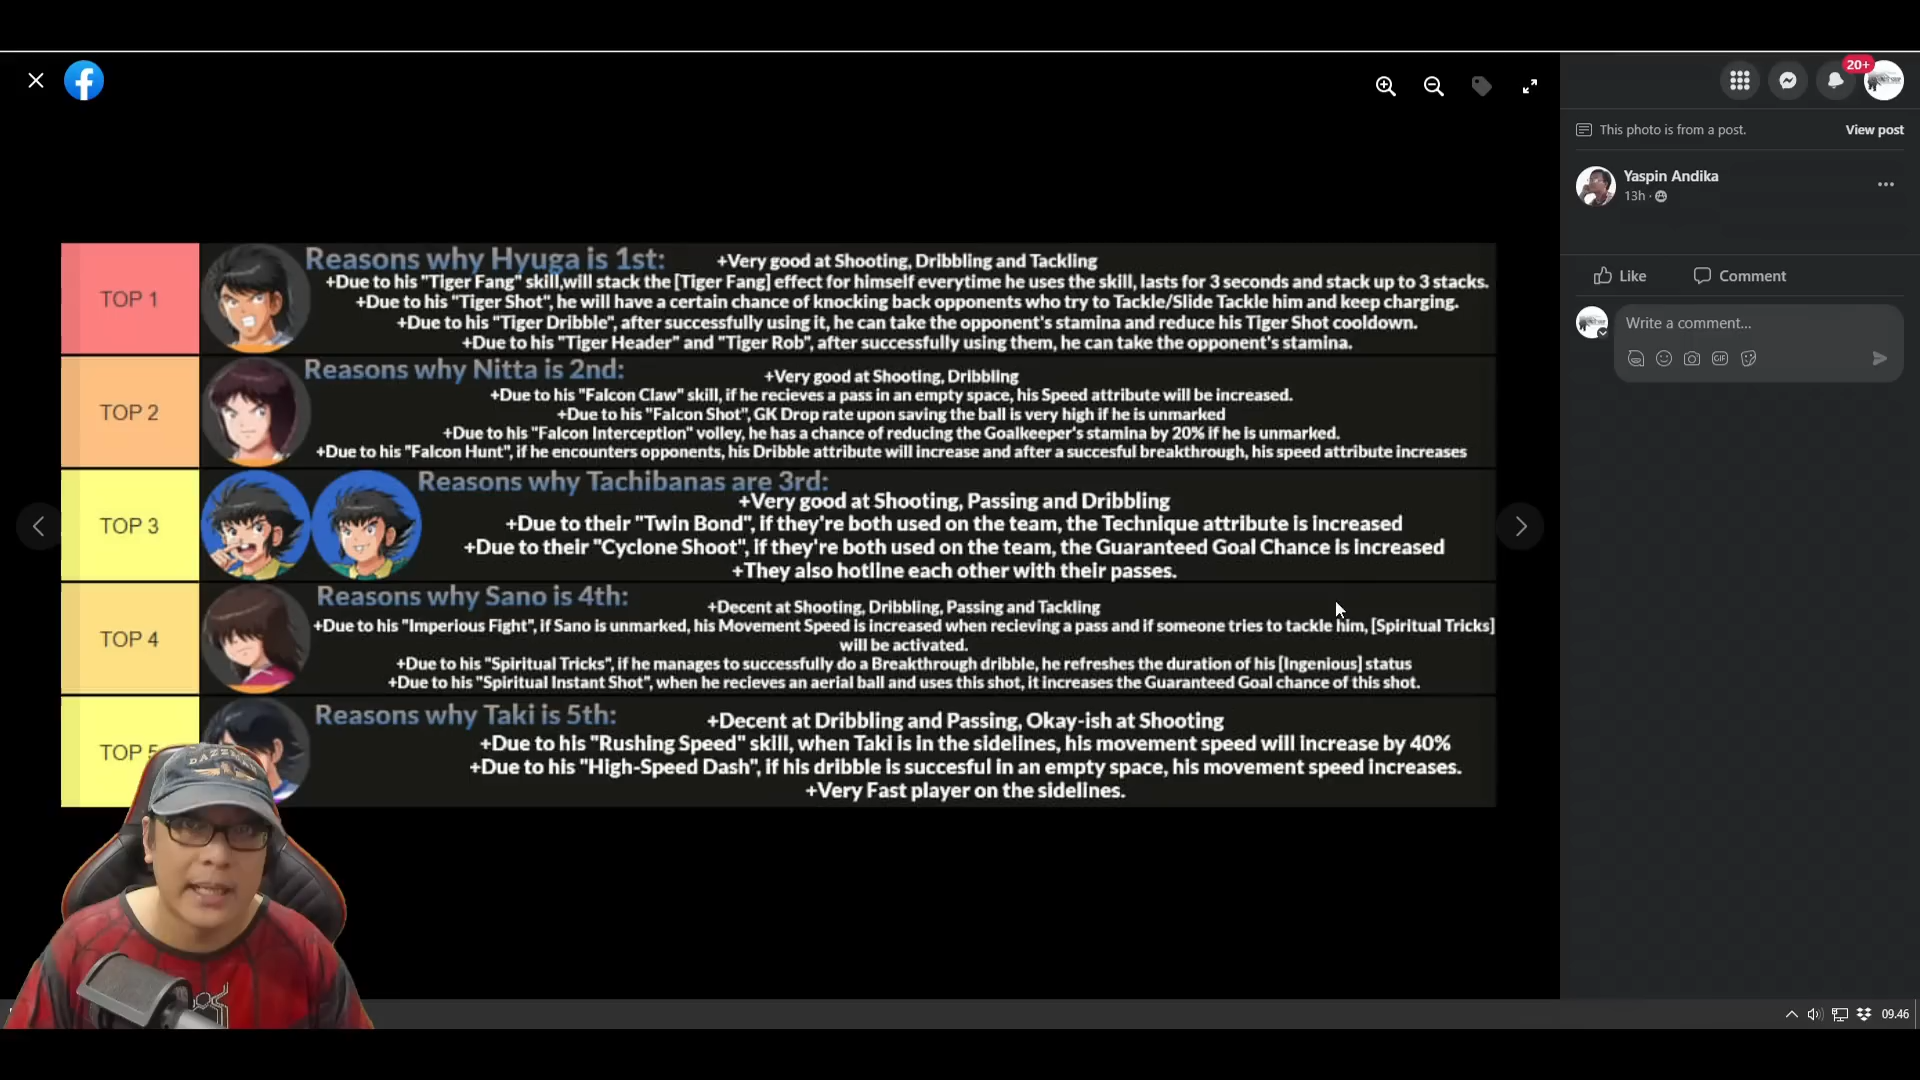 20+
This photo is from a post.
View post
Yaspin Andika
13h ·
Like
Comment
Write a comment...
GIF
TOP 1
Reasons why Hyuga is 1st:
+Very good at Shooting, Dribbling and Tackling
+Due to his "Tiger Fang" skill,will stack the [Tiger Fang] effect for himself everytime he uses the skill, lasts for 3 seconds and stack up to 3 stacks.
+Due to his "Tiger Shot", he will have a certain chance of knocking back opponents who try to Tackle/Slide Tackle him and keep charging.
+Due to his "Tiger Dribble", after successfully using it, he can take the opponent's stamina and reduce his Tiger Shot cooldown.
+Due to his "Tiger Header" and "Tiger Rob", after successfully using them, he can take the opponent's stamina.
TOP 2
Reasons why Nitta is 2nd:
+Very good at Shooting, Dribbling
+Due to his "Falcon Claw" skill, if he recieves a pass in an empty space, his Speed attribute will be increased.
+Due to his "Falcon Shot", GK Drop rate upon saving the ball is very high if he is unmarked
+Due to his "Falcon Interception" volley, he has a chance of reducing the Goalkeeper's stamina by 20% if he is unmarked.
+Due to his "Falcon Hunt", if he encounters opponents, his Dribble attribute will increase and after a succesful breakthrough, his speed attribute increases
TOP 3
Reasons why Tachibanas are 3rd:
+Very good at Shooting, Passing and Dribbling
+Due to their "Twin Bond", if they're both used on the team, the Technique attribute is increased
+Due to their "Cyclone Shoot", if they're both used on the team, the Guaranteed Goal Chance is increased
+They also hotline each other with their passes.
TOP 4
Reasons why Sano is 4th:
+Decent at Shooting, Dribbling, Passing and Tackling
+Due to his "Imperious Fight", if Sano is unmarked, his Movement Speed is increased when recieving a pass and if someone tries to tackle him, [Spiritual Tricks]
will be activated.
+Due to his "Spiritual Tricks", if he manages to successfully do a Breakthrough dribble, he refreshes the duration of his [Ingenious] status
+Due to his "Spiritual Instant Shot", when he recieves an aerial ball and uses this shot, it increases the Guaranteed Goal chance of this shot.
TOP 5
Reasons why Taki is 5th:
+Decent at Dribbling and Passing, Okay-ish at Shooting
+Due to his "Rushing Speed" skill, when Taki is in the sidelines, his movement speed will increase by 40%
+Due to his "High-Speed Dash", if his dribble is succesful in an empty space, his movement speed increases.
+Very Fast player on the sidelines.
09.46